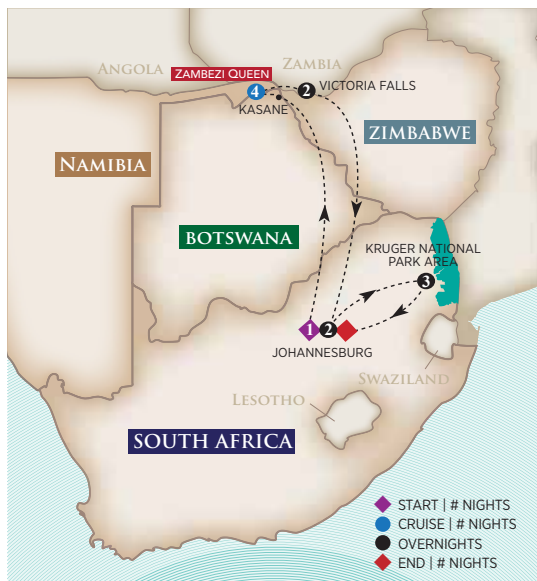 ANGOLA
ZAMBIA
ZAMBEZI QUEEN
4
2
VICTORIA FALLS
KASANE
ZIMBABWE
NAMIBIA
BOTSWANA
KRUGER NATIONAL
PARK AREA
3
1
2
JOHANNESBURG
SWAZILAND
LESOTHO
SOUTH AFRICA
START | # NIGHTS
CRUISE | # NIGHTS
OVERNIGHTS
END | # NIGHTS